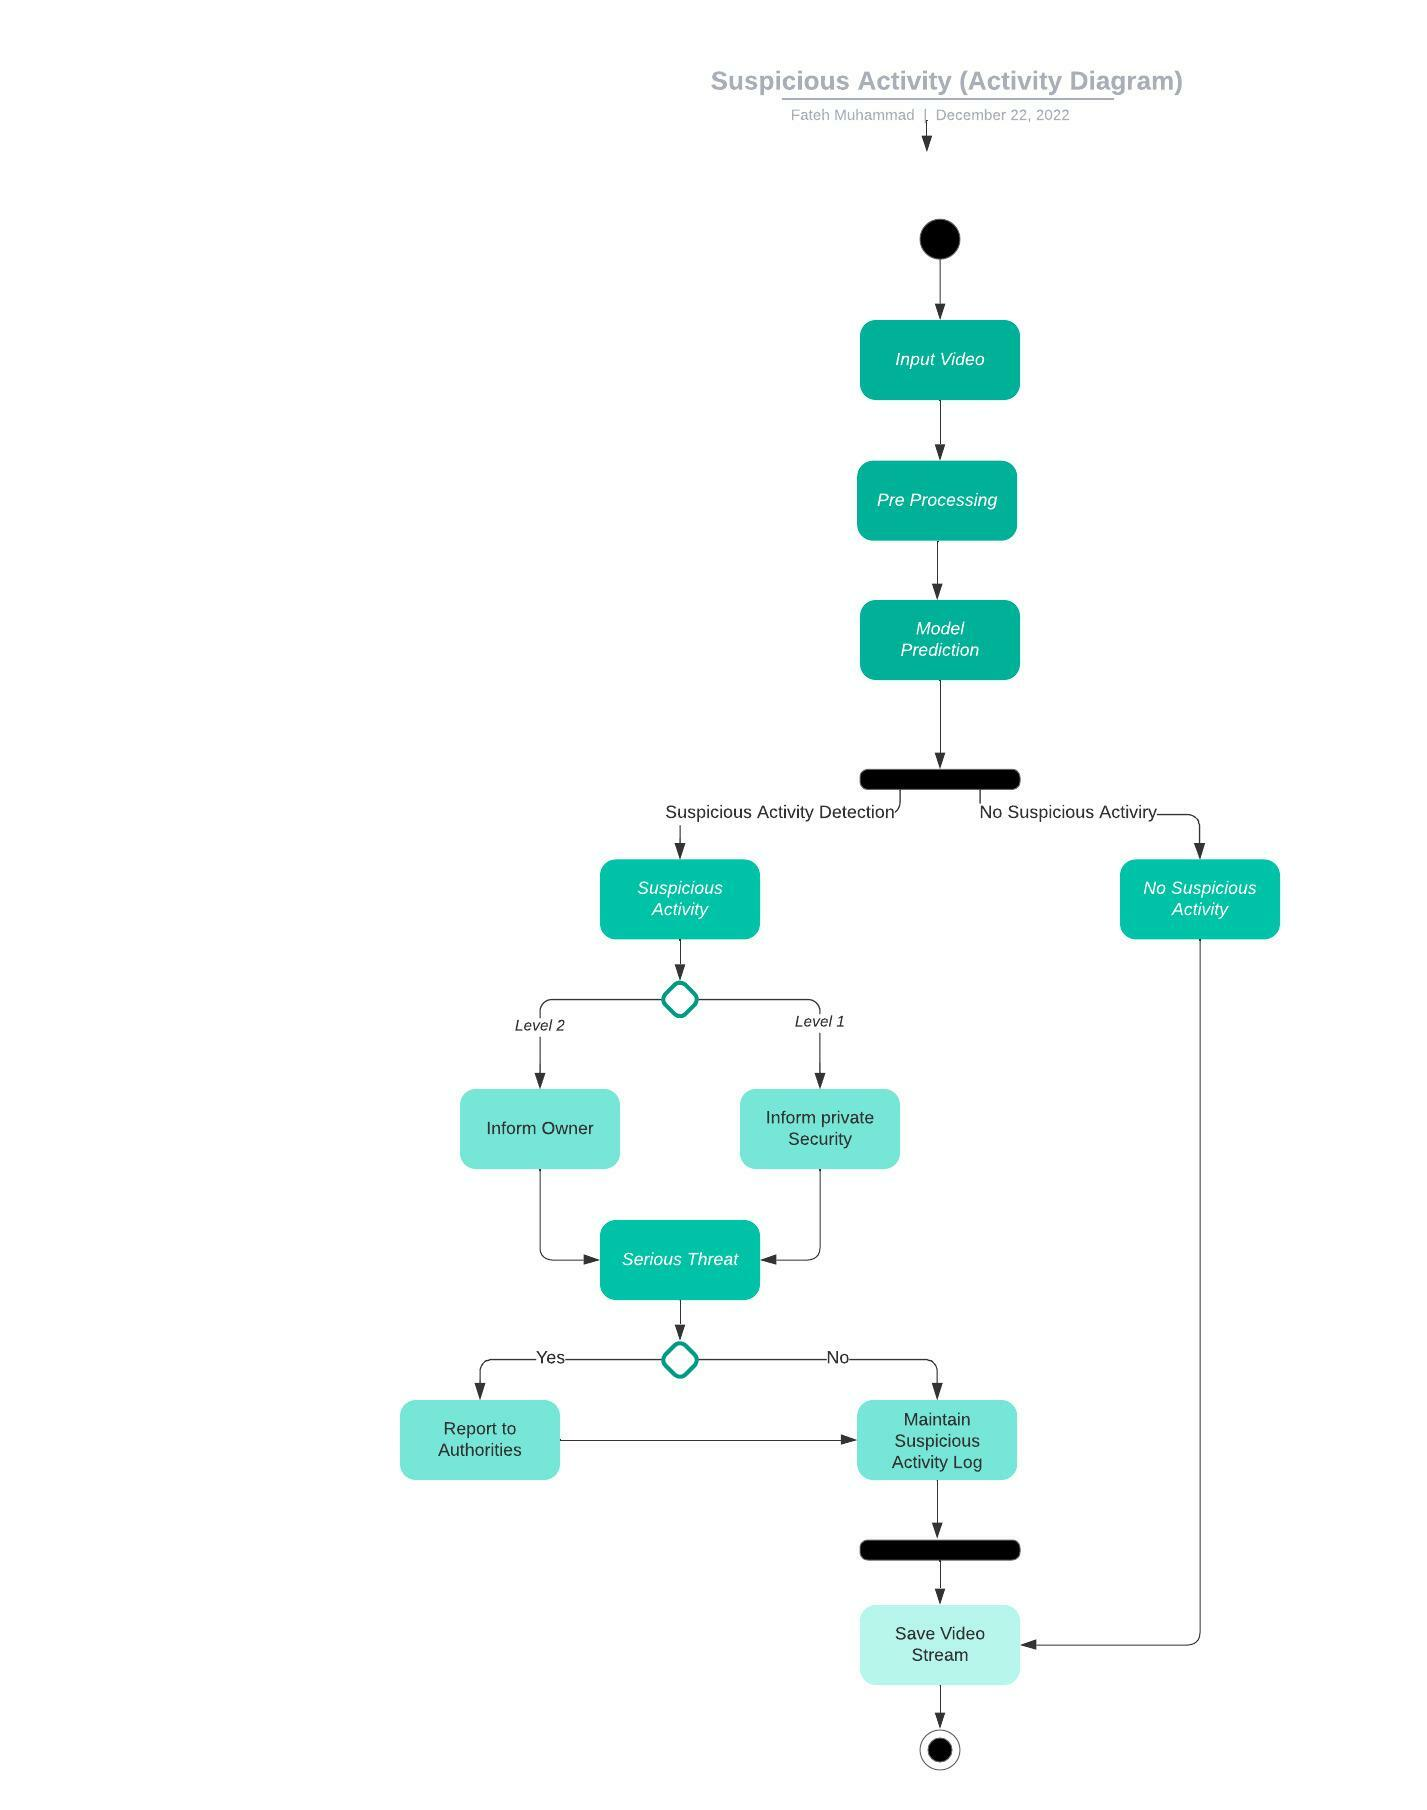 Suspicious Activity (Activity Diagram)
Fateh Muhammad | December 22, 2022
Input Video
Pre Processing
Model
Prediction
Suspicious Activity Detection
No Suspicious Activiry
Suspicious
Activity
No Suspicious
Activity
Level 2
Level 1
Inform Owner
Inform private
Security
Serious Threat
Yes
No
Report to
Authorities
Maintain
Suspicious
Activity Log
Save Video
Stream